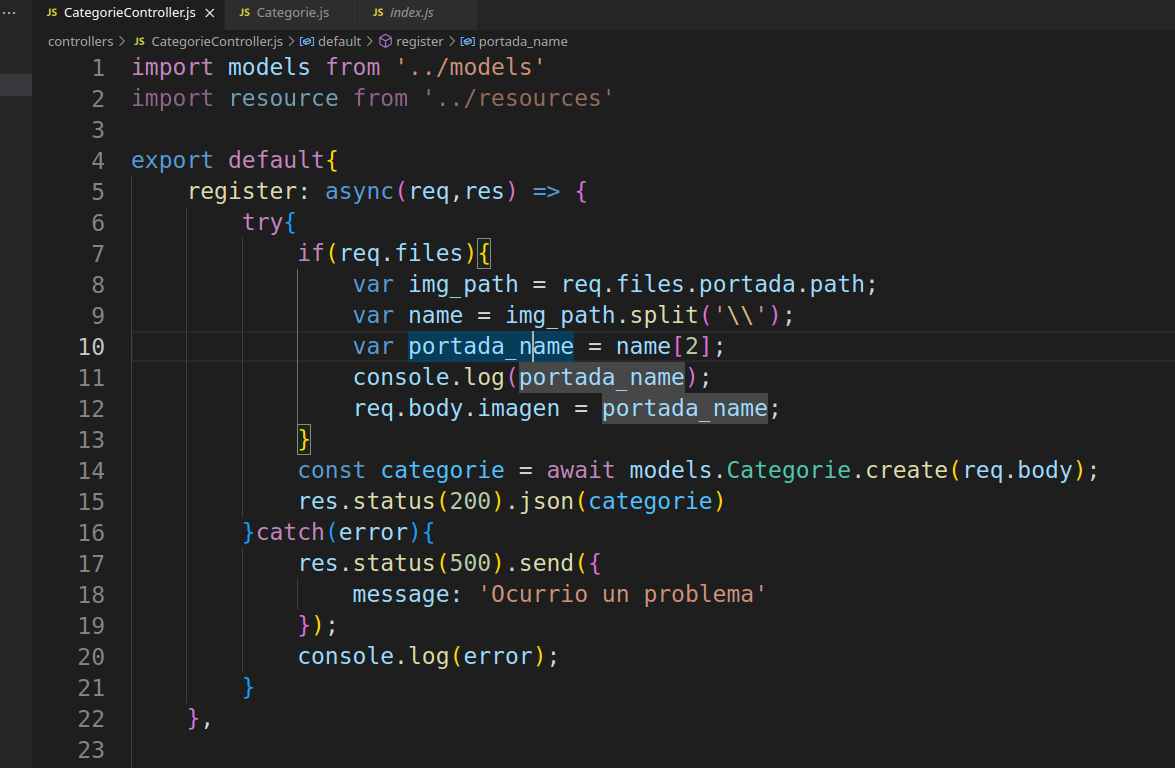 ··· JS CategorieController.js × JS Categorie.js JS index.js
controllers > JS CategorieController.js > default > register > portada_name
1 import models from '../models'
2 import resource from '../resources'
3
4 export default{
5 register: async(req,res) => {
6 try{
7 if(req.files){
8 var img_path = req.files.portada.path;
9 var name = img_path.split('\\');
10 var portada_name = name[2];
11 console.log(portada_name);
12 req.body.imagen = portada_name;
13 }
14 const categorie = await models.Categorie.create(req.body);
15 res.status(200).json(categorie)
16 }catch(error){
17 res.status(500).send({
18 message: 'Ocurrio un problema'
19 });
20 console.log(error);
21 }
22 },
23